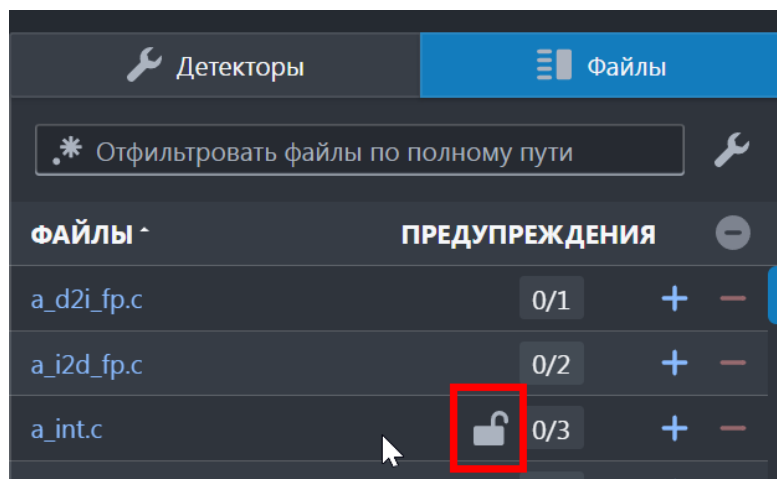 Детекторы Файлы
.* Отфильтровать файлы по полному пути
ФАЙЛЫ ПРЕДУПРЕЖДЕНИЯ
a_d2i_fp.c 0/1 + −
a_i2d_fp.c 0/2 + −
a_int.c 0/3 + −